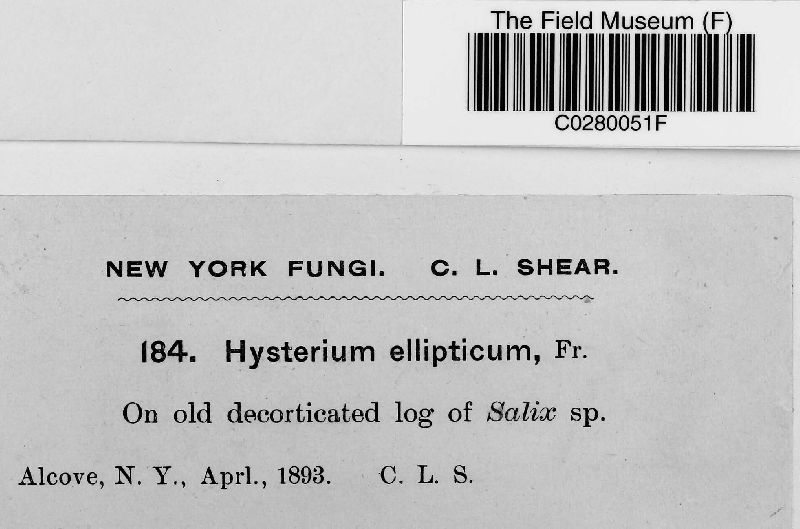 The Field Museum (F)
C0280051F
NEW YORK FUNGI. C. L. SHEAR.
184. Hysterium ellipticum, Fr.
On old decorticated log of Salix sp.
Alcove, N. Y., Aprl., 1893. C. L. S.